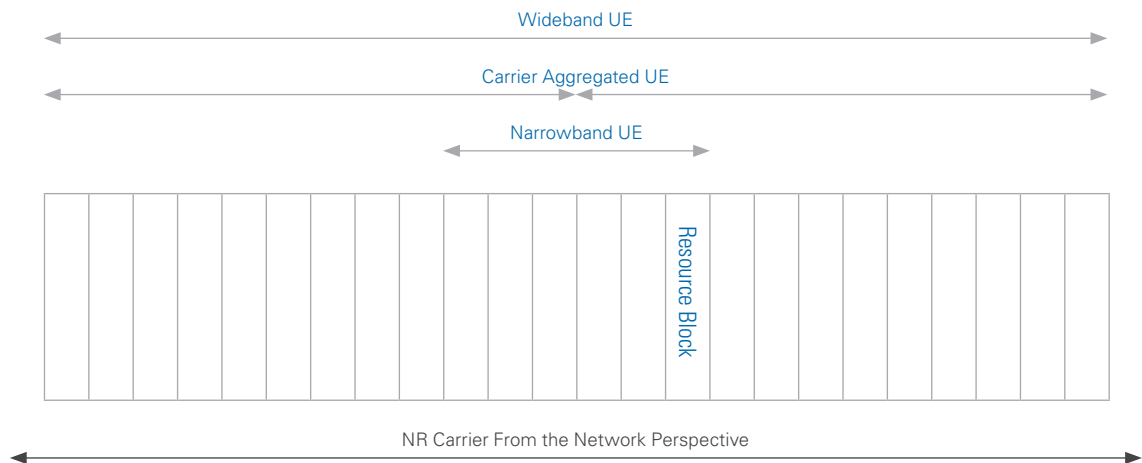 Wideband UE
Carrier Aggregated UE
Narrowband UE
Resource Block
NR Carrier From the Network Perspective